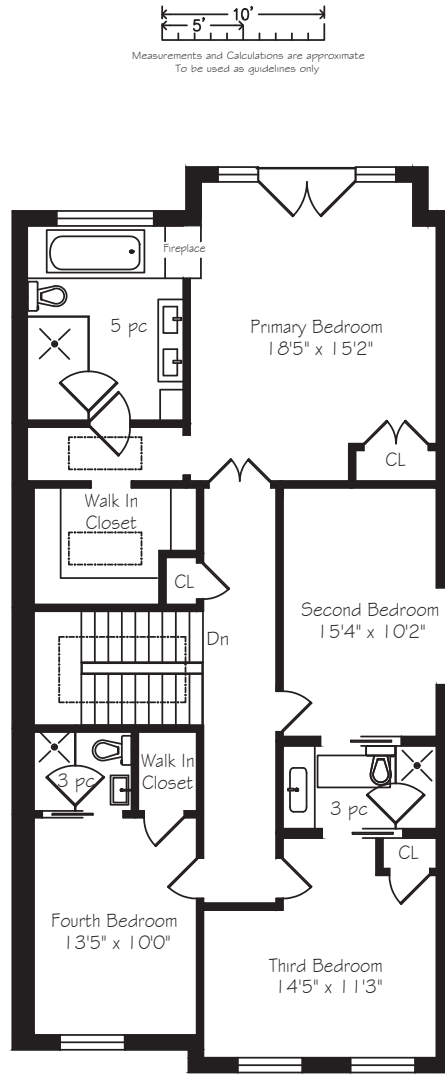 10'
5'
Measurements and Calculations are approximate
To be used as guidelines only
Fireplace
5 pc
Primary Bedroom
18'5" x 15'2"
CL
Walk In
Closet
CL
Second Bedroom
15'4" x 10'2"
Dn
3 pc
Walk In
Closet
3 pc
CL
Fourth Bedroom
13'5" x 10'0"
Third Bedroom
14'5" x 11'3"